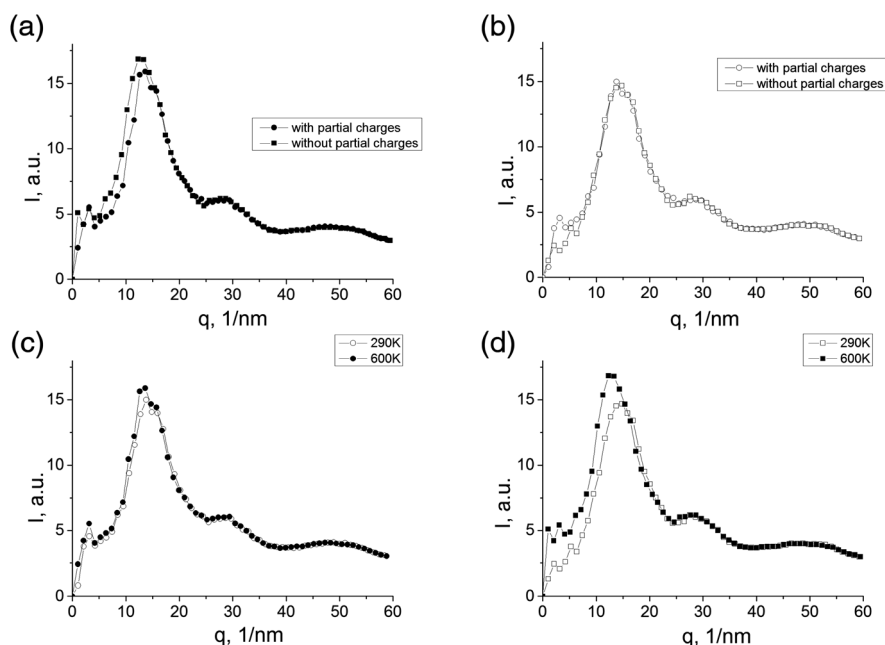 (a)
I, a.u.
15
10
5
0
with partial charges
without partial charges
0 10 20 30 40 50 60
q, 1/nm
(b)
I, a.u.
15
10
5
0
with partial charges
without partial charges
0 10 20 30 40 50 60
q, 1/nm
(c)
I, a.u.
15
10
5
0
290K
600K
0 10 20 30 40 50 60
q, 1/nm
(d)
I, a.u.
15
10
5
0
290K
600K
0 10 20 30 40 50 60
q, 1/nm